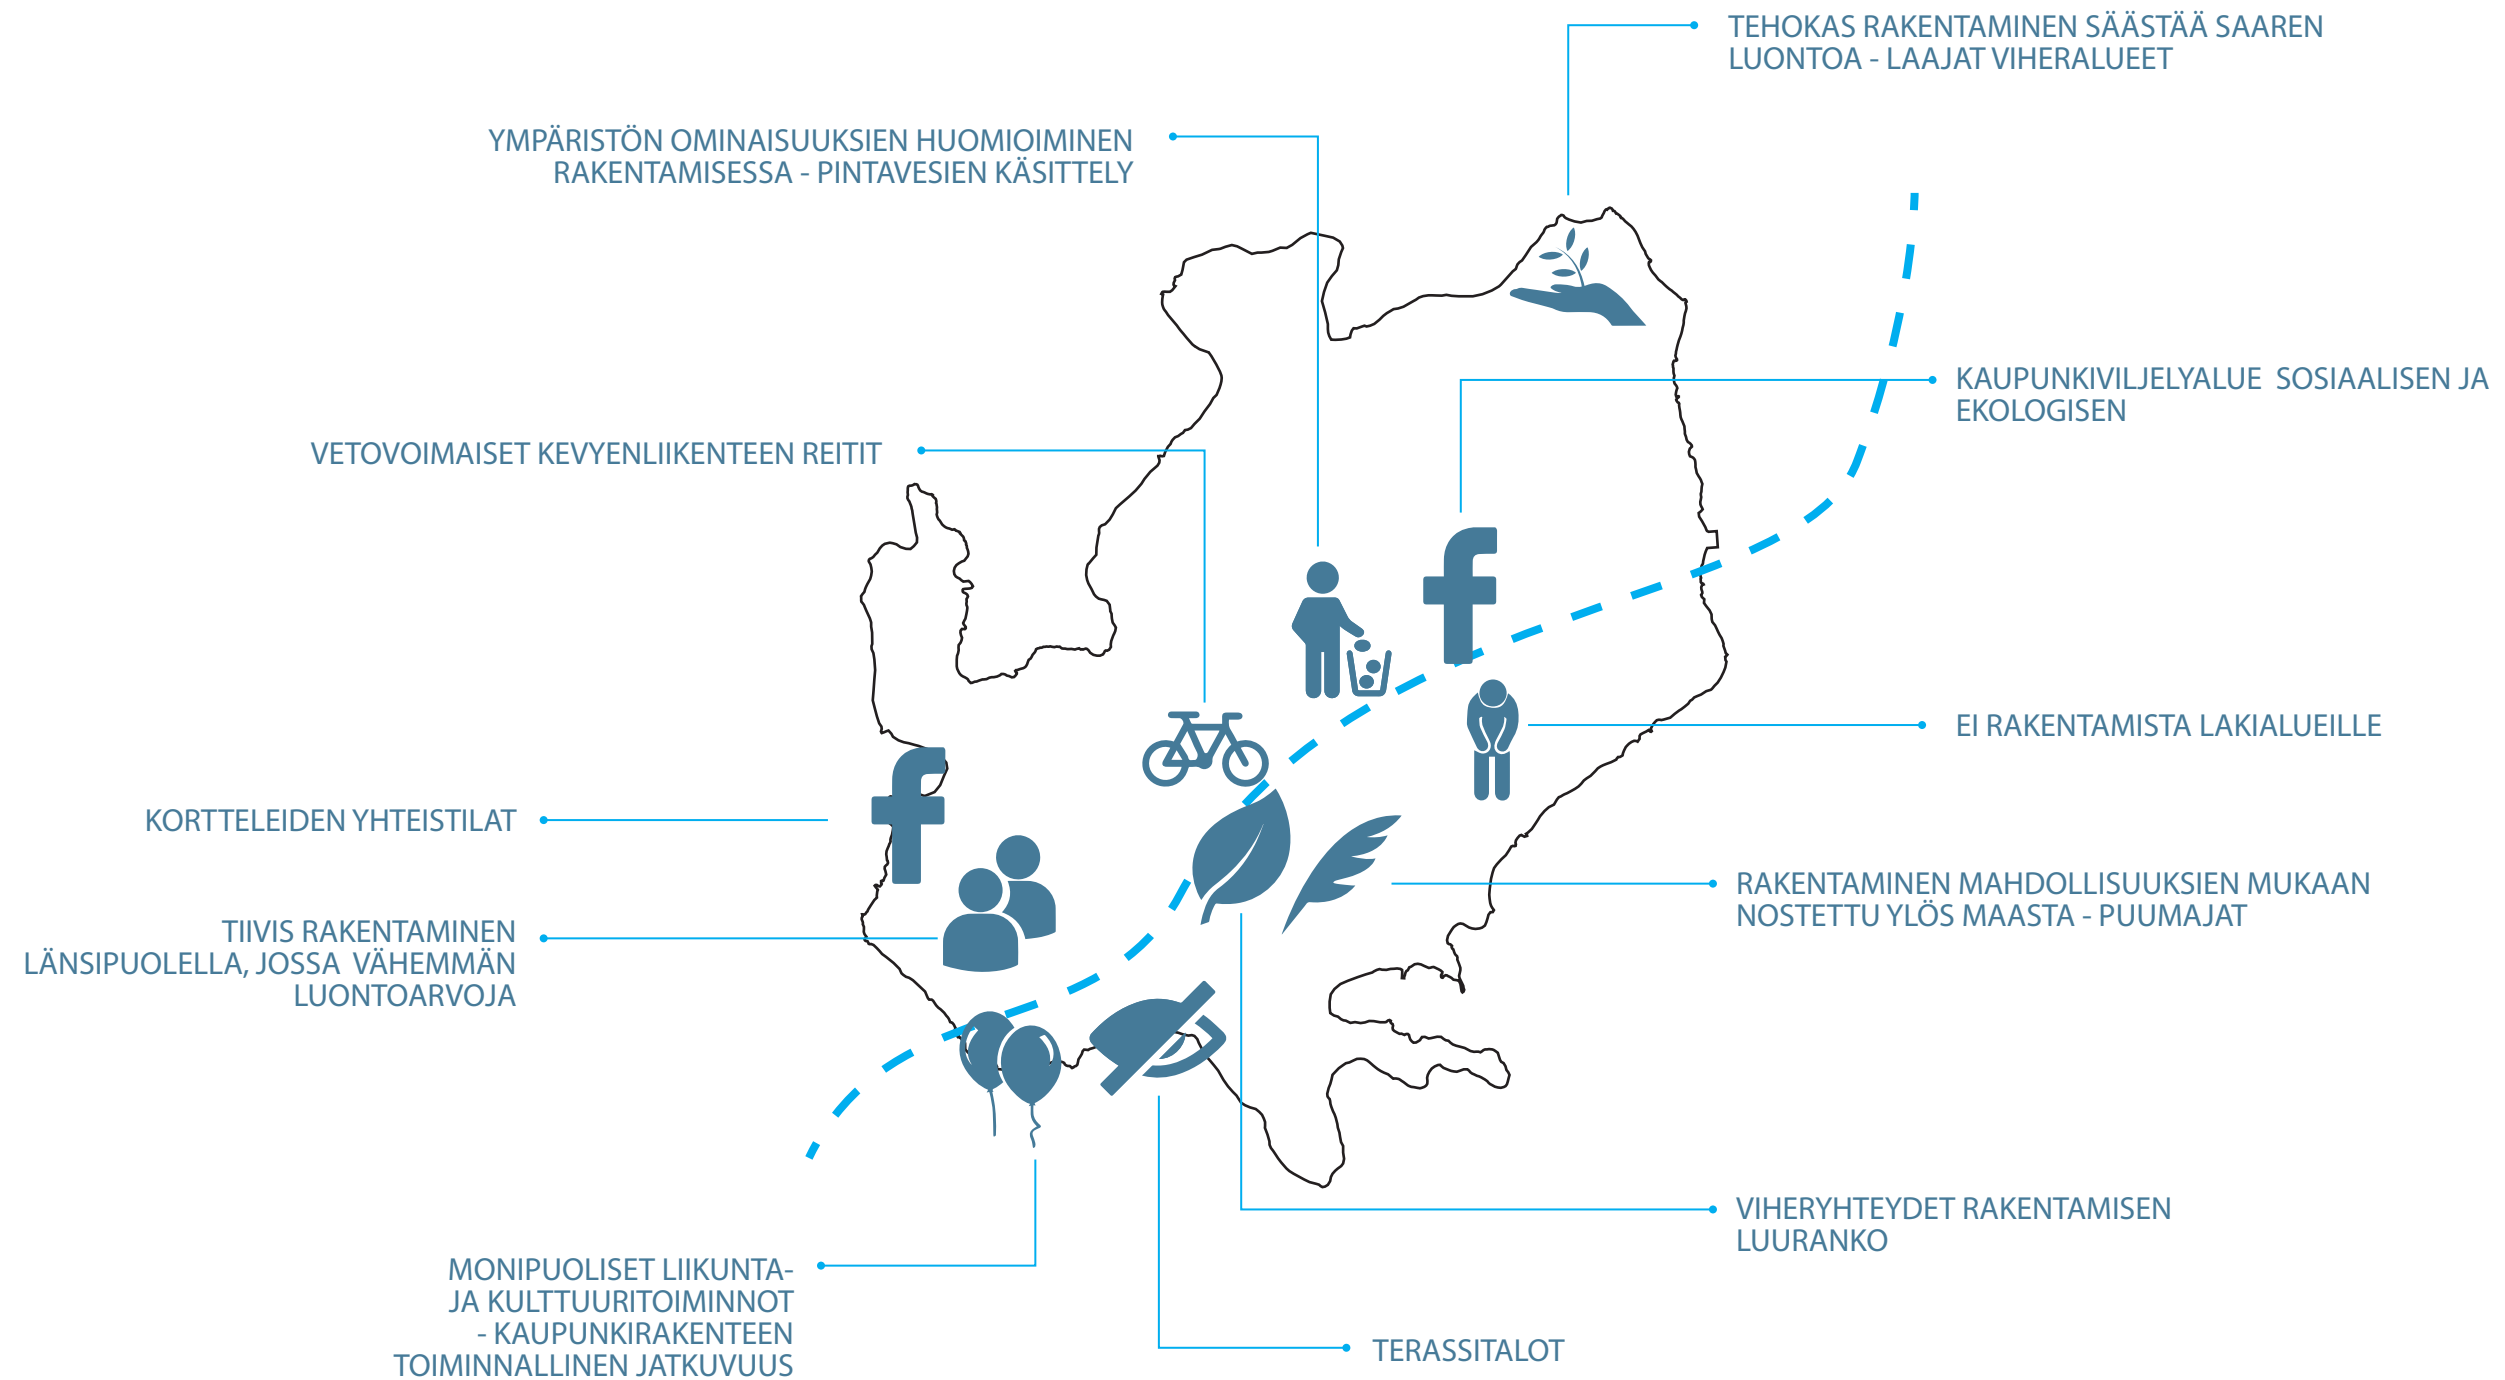 TEHOKAS RAKENTAMINEN SÄÄSTÄÄ SAAREN
LUONTOA - LAAJAT VIHERALUEET
YMPÄRISTÖN OMINAISUUKSIEN HUOMIOIMINEN
RAKENTAMISESSA - PINTAVESIEN KÄSITTELY
KAUPUNKIVILJELYALUE  SOSIAALISEN JA
EKOLOGISEN
VETOVOIMAISET KEVYENLIIKENTEEN REITIT
EI RAKENTAMISTA LAKIALUEILLE
KORTTELEIDEN YHTEISTILAT
RAKENTAMINEN MAHDOLLISUUKSIEN MUKAAN
NOSTETTU YLÖS MAASTA - PUUMAJAT
TIIVIS RAKENTAMINEN
LÄNSIPUOLELLA, JOSSA  VÄHEMMÄN
LUONTOARVOJA
VIHERYHTEYDET RAKENTAMISEN
LUURANKO
MONIPUOLISET LIIKUNTA-
JA KULTTUURITOIMINNOT
- KAUPUNKIRAKENTEEN
TOIMINNALLINEN JATKUVUUS
TERASSITALOT